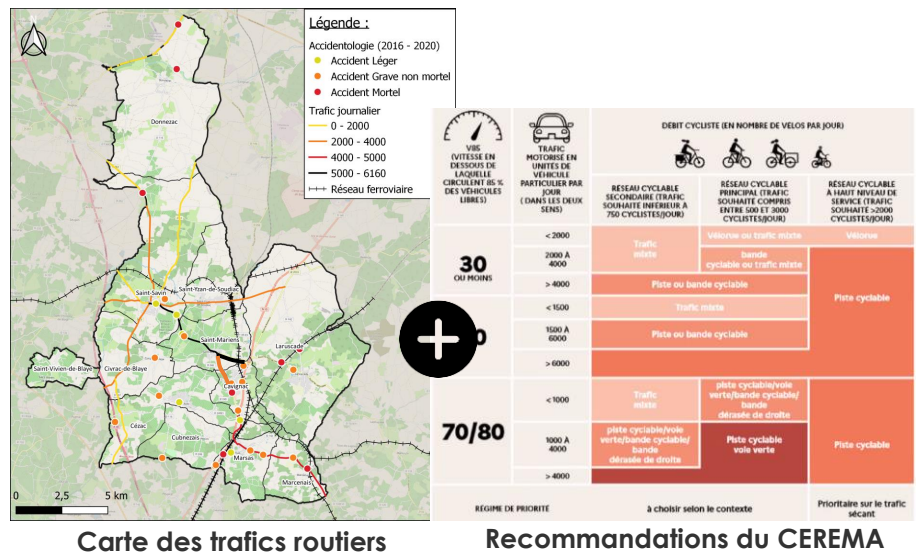 Légende :
Accidentologie (2016 - 2020)
Accident Léger
Accident Grave non mortel
Accident Mortel
Trafic journalier
0 - 2000
2000 - 4000
4000 - 5000
5000 - 6160
Réseau ferroviaire
Donnezac
Saint-Savin
Saint-Yzan-de-Soudiac
Saint-Mariens
Laruscade
Saint-Vivien-de-Blaye
Civrac-de-Blaye
Cavignac
Cézac
Cubnezais
Marsas
Marcenais
0 2,5 5 km
Carte des trafics routiers
V85
(VITESSE EN
DESSOUS DE
LAQUELLE
CIRCULENT 85 %
DES VÉHICULES
LIBRES)
TRAFIC
MOTORISÉ EN
UNITÉS DE
VÉHICULE
PARTICULIER PAR
JOUR
( DANS LES DEUX
SENS)
DÉBIT CYCLISTE (EN NOMBRE DE VÉLOS PAR JOUR)
RÉSEAU CYCLABLE
SECONDAIRE (TRAFIC
SOUHAITÉ INFÉRIEUR À
750 CYCLISTES/JOUR)
RÉSEAU CYCLABLE
PRINCIPAL (TRAFIC
SOUHAITÉ COMPRIS
ENTRE 500 ET 3000
CYCLISTES/JOUR)
RÉSEAU CYCLABLE
À HAUT NIVEAU DE
SERVICE (TRAFIC
SOUHAITÉ >2000
CYCLISTES/JOUR)
30
OU MOINS
< 2000
Trafic
mixte
Vélorue ou trafic mixte
Vélorue
2000 À
4000
bande
cyclable ou trafic mixte
Piste cyclable
> 4000
Piste ou bande cyclable
0
< 1500
Trafic mixte
1500 À
6000
Piste ou bande cyclable
> 6000
70/80
< 1000
Trafic
mixte
piste cyclable/voie
verte/bande cyclable/
bande
dérasée de droite
Piste cyclable
1000 À
4000
piste cyclable/voie
verte/bande cyclable/
bande
dérasée de droite
Piste cyclable
voie verte
> 4000
RÉGIME DE PRIORITÉ
à choisir selon le contexte
Prioritaire sur le trafic
sécant
Recommandations du CEREMA